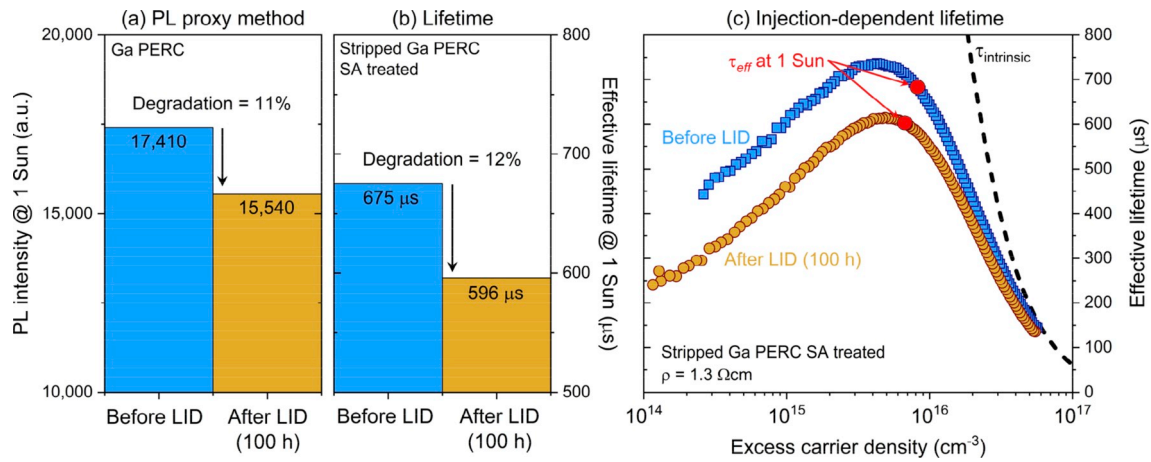 (a) PL proxy method
PL intensity @ 1 Sun (a.u.)
20,000
15,000
10,000
Ga PERC
Degradation = 11%
17,410
15,540
Before LID
After LID
(100 h)
(b) Lifetime
Stripped Ga PERC
SA treated
Degradation = 12%
675 μs
596 μs
Before LID
After LID
(100 h)
800
700
600
500
Effective lifetime @ 1 Sun (μs)
(c) Injection-dependent lifetime
τeff at 1 Sun
τintrinsic
Before LID
After LID (100 h)
Stripped Ga PERC SA treated
ρ = 1.3 Ωcm
700
600
500
400
300
200
100
0
Effective lifetime (μs)
10^14
10^15
10^16
10^17
Excess carrier density (cm^-3)